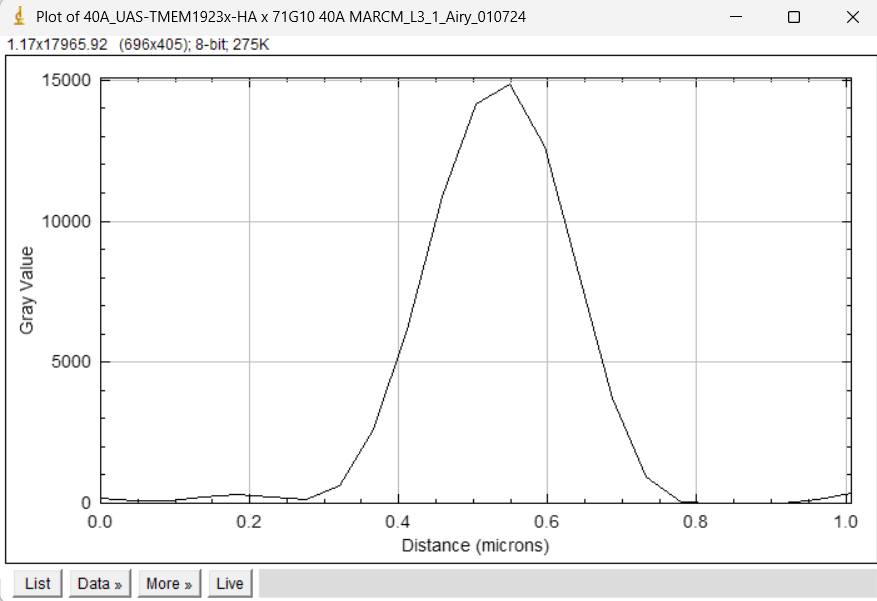 Plot of 40A_UAS-TMEM1923x-HA x 71G10 40A MARCM_L3_1_Airy_010724
1.17x17965.92 (696x405); 8-bit; 275K
15000
10000
5000
0
Gray Value
0.0 0.2 0.4 0.6 0.8 1.0
Distance (microns)
List Data » More » Live